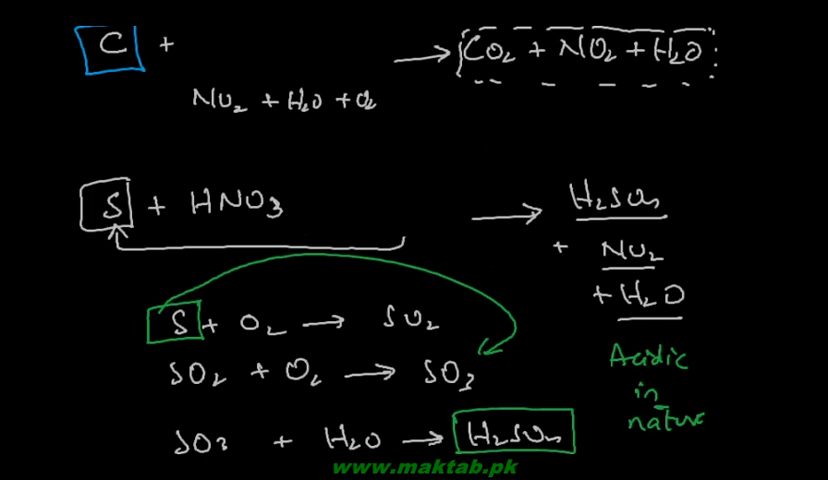 C + → CO2 + NO2 + H2O
NO2 + H2O + O2
S + HNO3 → H2SO4
+ NO2
+ H2O
S + O2 → SO2
SO2 + O2 → SO3
SO3 + H2O → H2SO4
Acidic
in
nature
www.maktab.pk